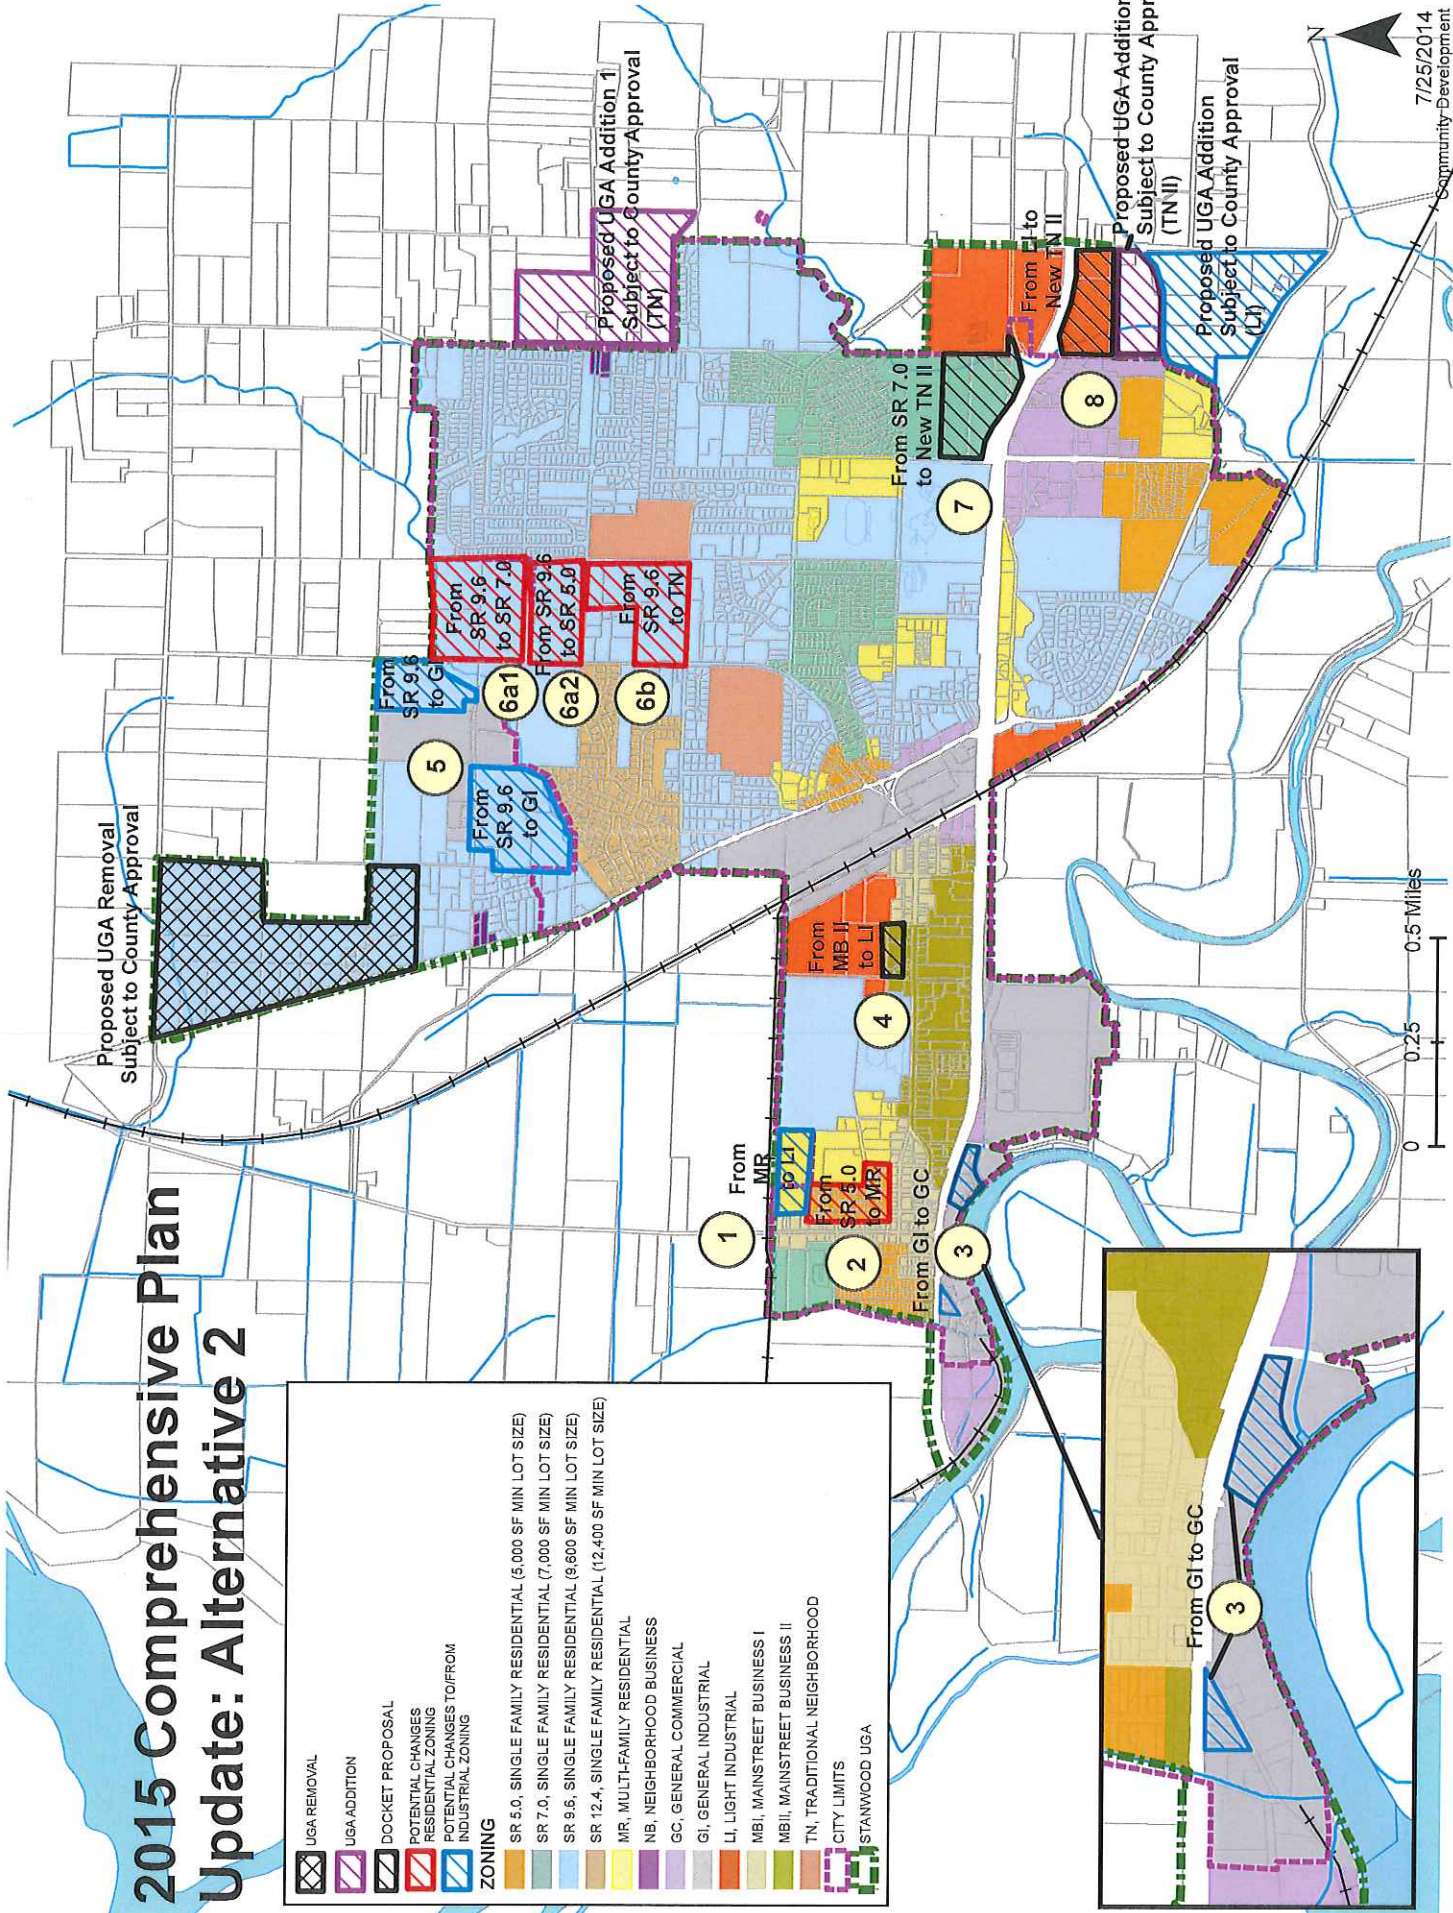 2015 Comprehensive Plan
Update: Alternative 2
UGA REMOVAL
UGA ADDITION
DOCKET PROPOSAL
POTENTIAL CHANGES
RESIDENTIAL ZONING
POTENTIAL CHANGES TO/FROM
INDUSTRIAL ZONING
ZONING
SR 5.0, SINGLE FAMILY RESIDENTIAL (5,000 SF MIN LOT SIZE)
SR 7.0, SINGLE FAMILY RESIDENTIAL (7,000 SF MIN LOT SIZE)
SR 9.6, SINGLE FAMILY RESIDENTIAL (9,600 SF MIN LOT SIZE)
SR 12.4, SINGLE FAMILY RESIDENTIAL (12,400 SF MIN LOT SIZE)
MR, MULTI-FAMILY RESIDENTIAL
NB, NEIGHBORHOOD BUSINESS
GC, GENERAL COMMERCIAL
GI, GENERAL INDUSTRIAL
LI, LIGHT INDUSTRIAL
MBI, MAINSTREET BUSINESS I
MBII, MAINSTREET BUSINESS II
TN, TRADITIONAL NEIGHBORHOOD
CITY LIMITS
STANWOOD UGA
Proposed UGA Removal
Subject to County Approval
From
SR 9.6
to GI
5
From
SR 9.6
to GI
6a1
From
SR 9.6
to SR 7.0
6a2
From SR 9.6
to SR 5.0
6b
From
SR 9.6
to TN
Proposed UGA Addition 1
Subject to County Approval
(TN)
1
From
MR
to LI
2
From
SR 5.0
to MR
From GI to GC
3
4
From
MB II
to LI
7
From SR 7.0
to New TN II
From LI to
New TN II
8
Proposed UGA Addition
Subject to County Appr
(TN II)
Proposed UGA Addition
Subject to County Approval
(LI)
From GI to GC
3
0 0.25 0.5 Miles
N
7/25/2014
Community Development